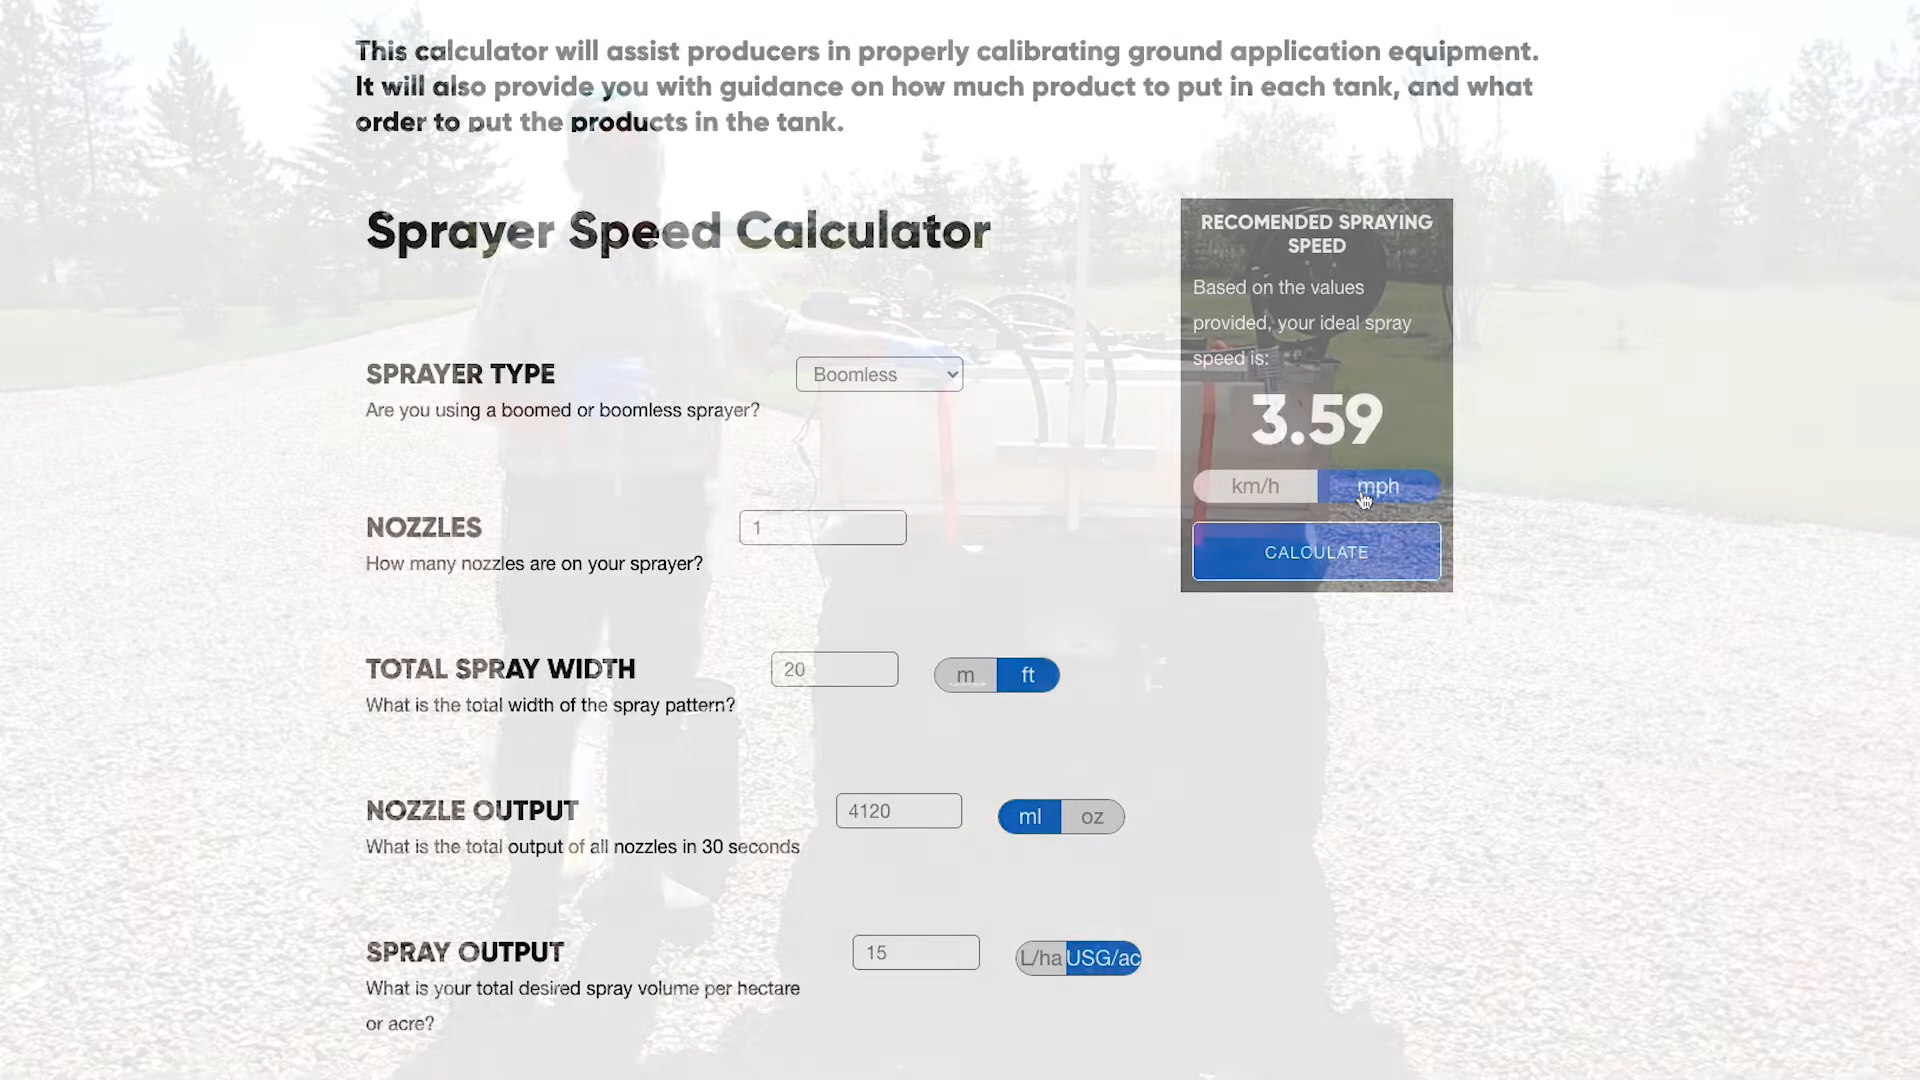 This calculator will assist producers in properly calibrating ground application equipment.
It will also provide you with guidance on how much product to put in each tank, and what
order to put the products in the tank.
Sprayer Speed Calculator
RECOMENDED SPRAYING
SPEED
Based on the values
provided, your ideal spray
speed is:
3.59
km/h mph
CALCULATE
SPRAYER TYPE
Boomless
Are you using a boomed or boomless sprayer?
NOZZLES
1
How many nozzles are on your sprayer?
TOTAL SPRAY WIDTH
20
m ft
What is the total width of the spray pattern?
NOZZLE OUTPUT
4120
ml oz
What is the total output of all nozzles in 30 seconds
SPRAY OUTPUT
15
L/ha USG/ac
What is your total desired spray volume per hectare
or acre?